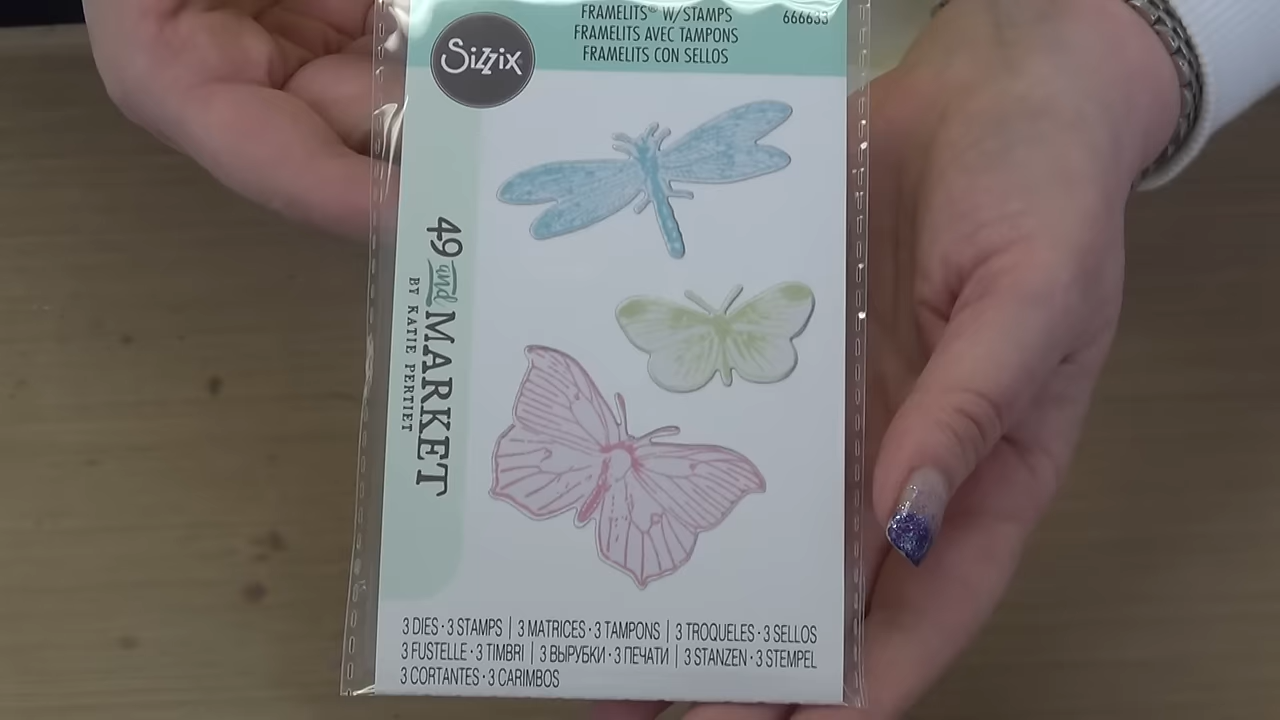 Sizzix
FRAMELITS™ W/STAMPS
FRAMELITS AVEC TAMPONS
FRAMELITS CON SELLOS
666633
49 and MARKET
BY KATIE PERTIET
3 DIES • 3 STAMPS | 3 MATRICES • 3 TAMPONS | 3 TROQUELES • 3 SELLOS
3 FUSTELLE • 3 TIMBRI | 3 ВЫРУБКИ • 3 ПЕЧАТИ | 3 STANZEN • 3 STEMPEL
3 CORTANTES • 3 CARIMBOS